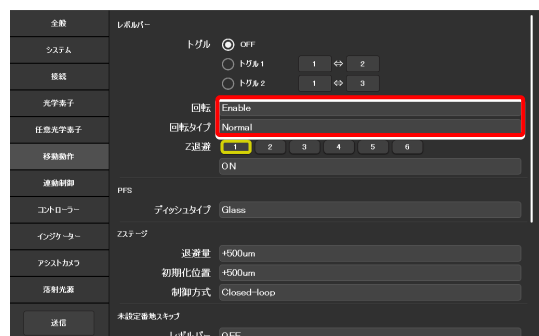 全般
システム
接続
光学素子
任意光学素子
移動動作
連動制御
コントローラー
インジケーター
アシストカメラ
落射光源
送信
レボルバー
トグル OFF
トグル1 1 ⇔ 2
トグル2 1 ⇔ 3
回転 Enable
回転タイプ Normal
Z退避 1 2 3 4 5 6
ON
PFS
ディッシュタイプ Glass
Zステージ
退避量 +500um
初期化位置 +500um
制御方式 Closed-loop
未設定番地スキップ
レボルバー OFF